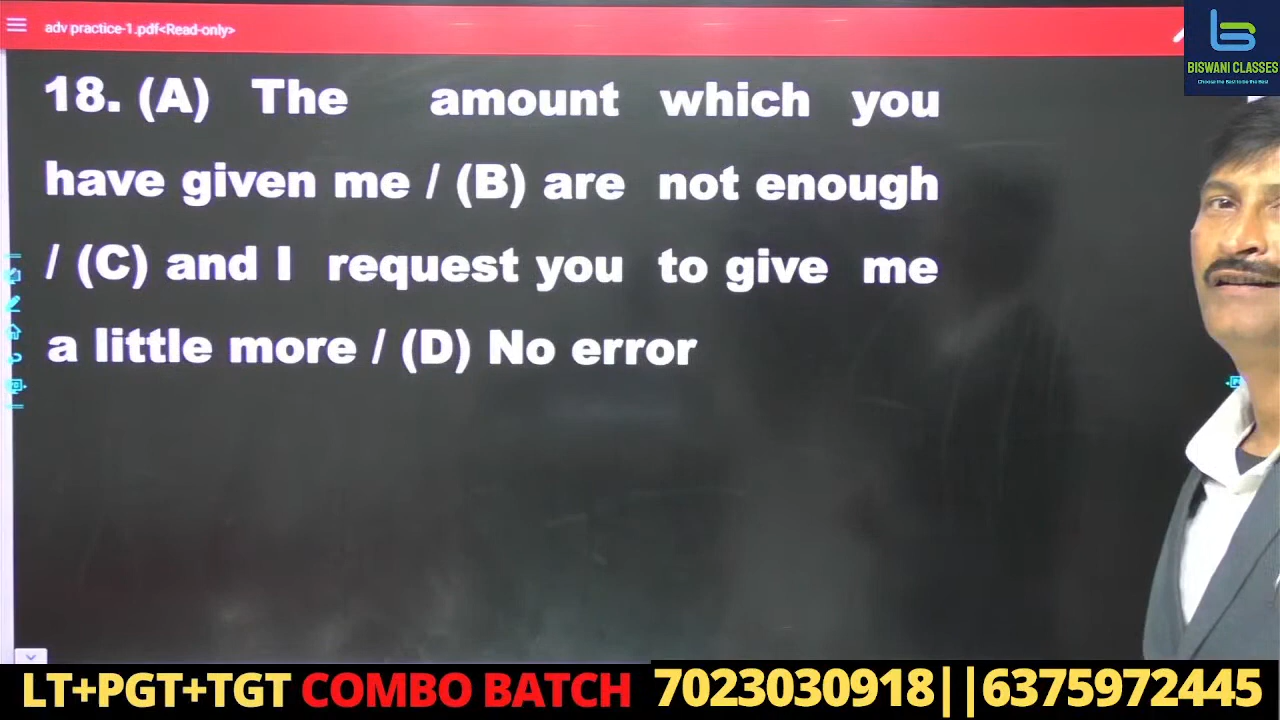 adv practice-1.pdf<Read-only>
BISWANI CLASSES
18. (A) The amount which you
have given me / (B) are not enough
/ (C) and I request you to give me
a little more / (D) No error
LT+PGT+TGT COMBO BATCH 7023030918||6375972445